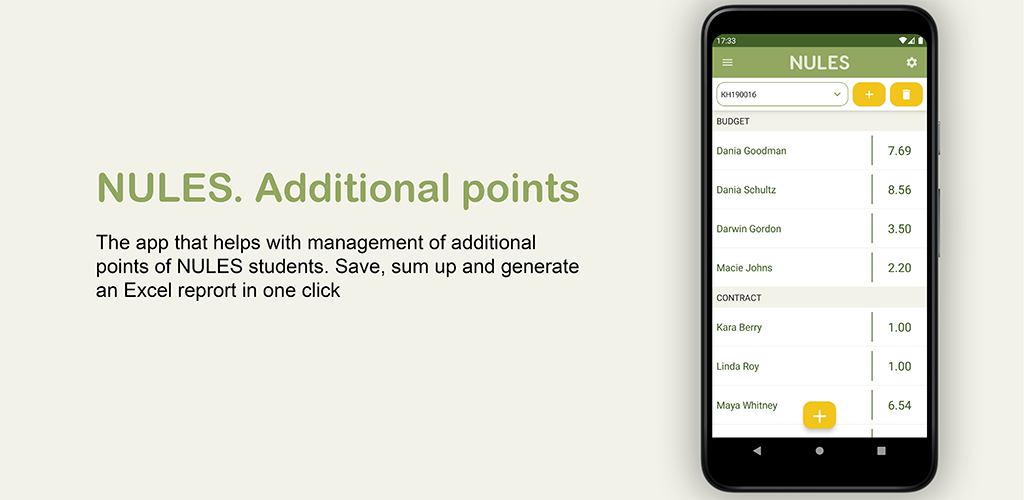 NULES. Additional points
The app that helps with management of additional
points of NULES students. Save, sum up and generate
an Excel reprort in one click
17:33
NULES
KH190016
BUDGET
Dania Goodman 7.69
Dania Schultz 8.56
Darwin Gordon 3.50
Macie Johns 2.20
CONTRACT
Kara Berry 1.00
Linda Roy 1.00
Maya Whitney 6.54